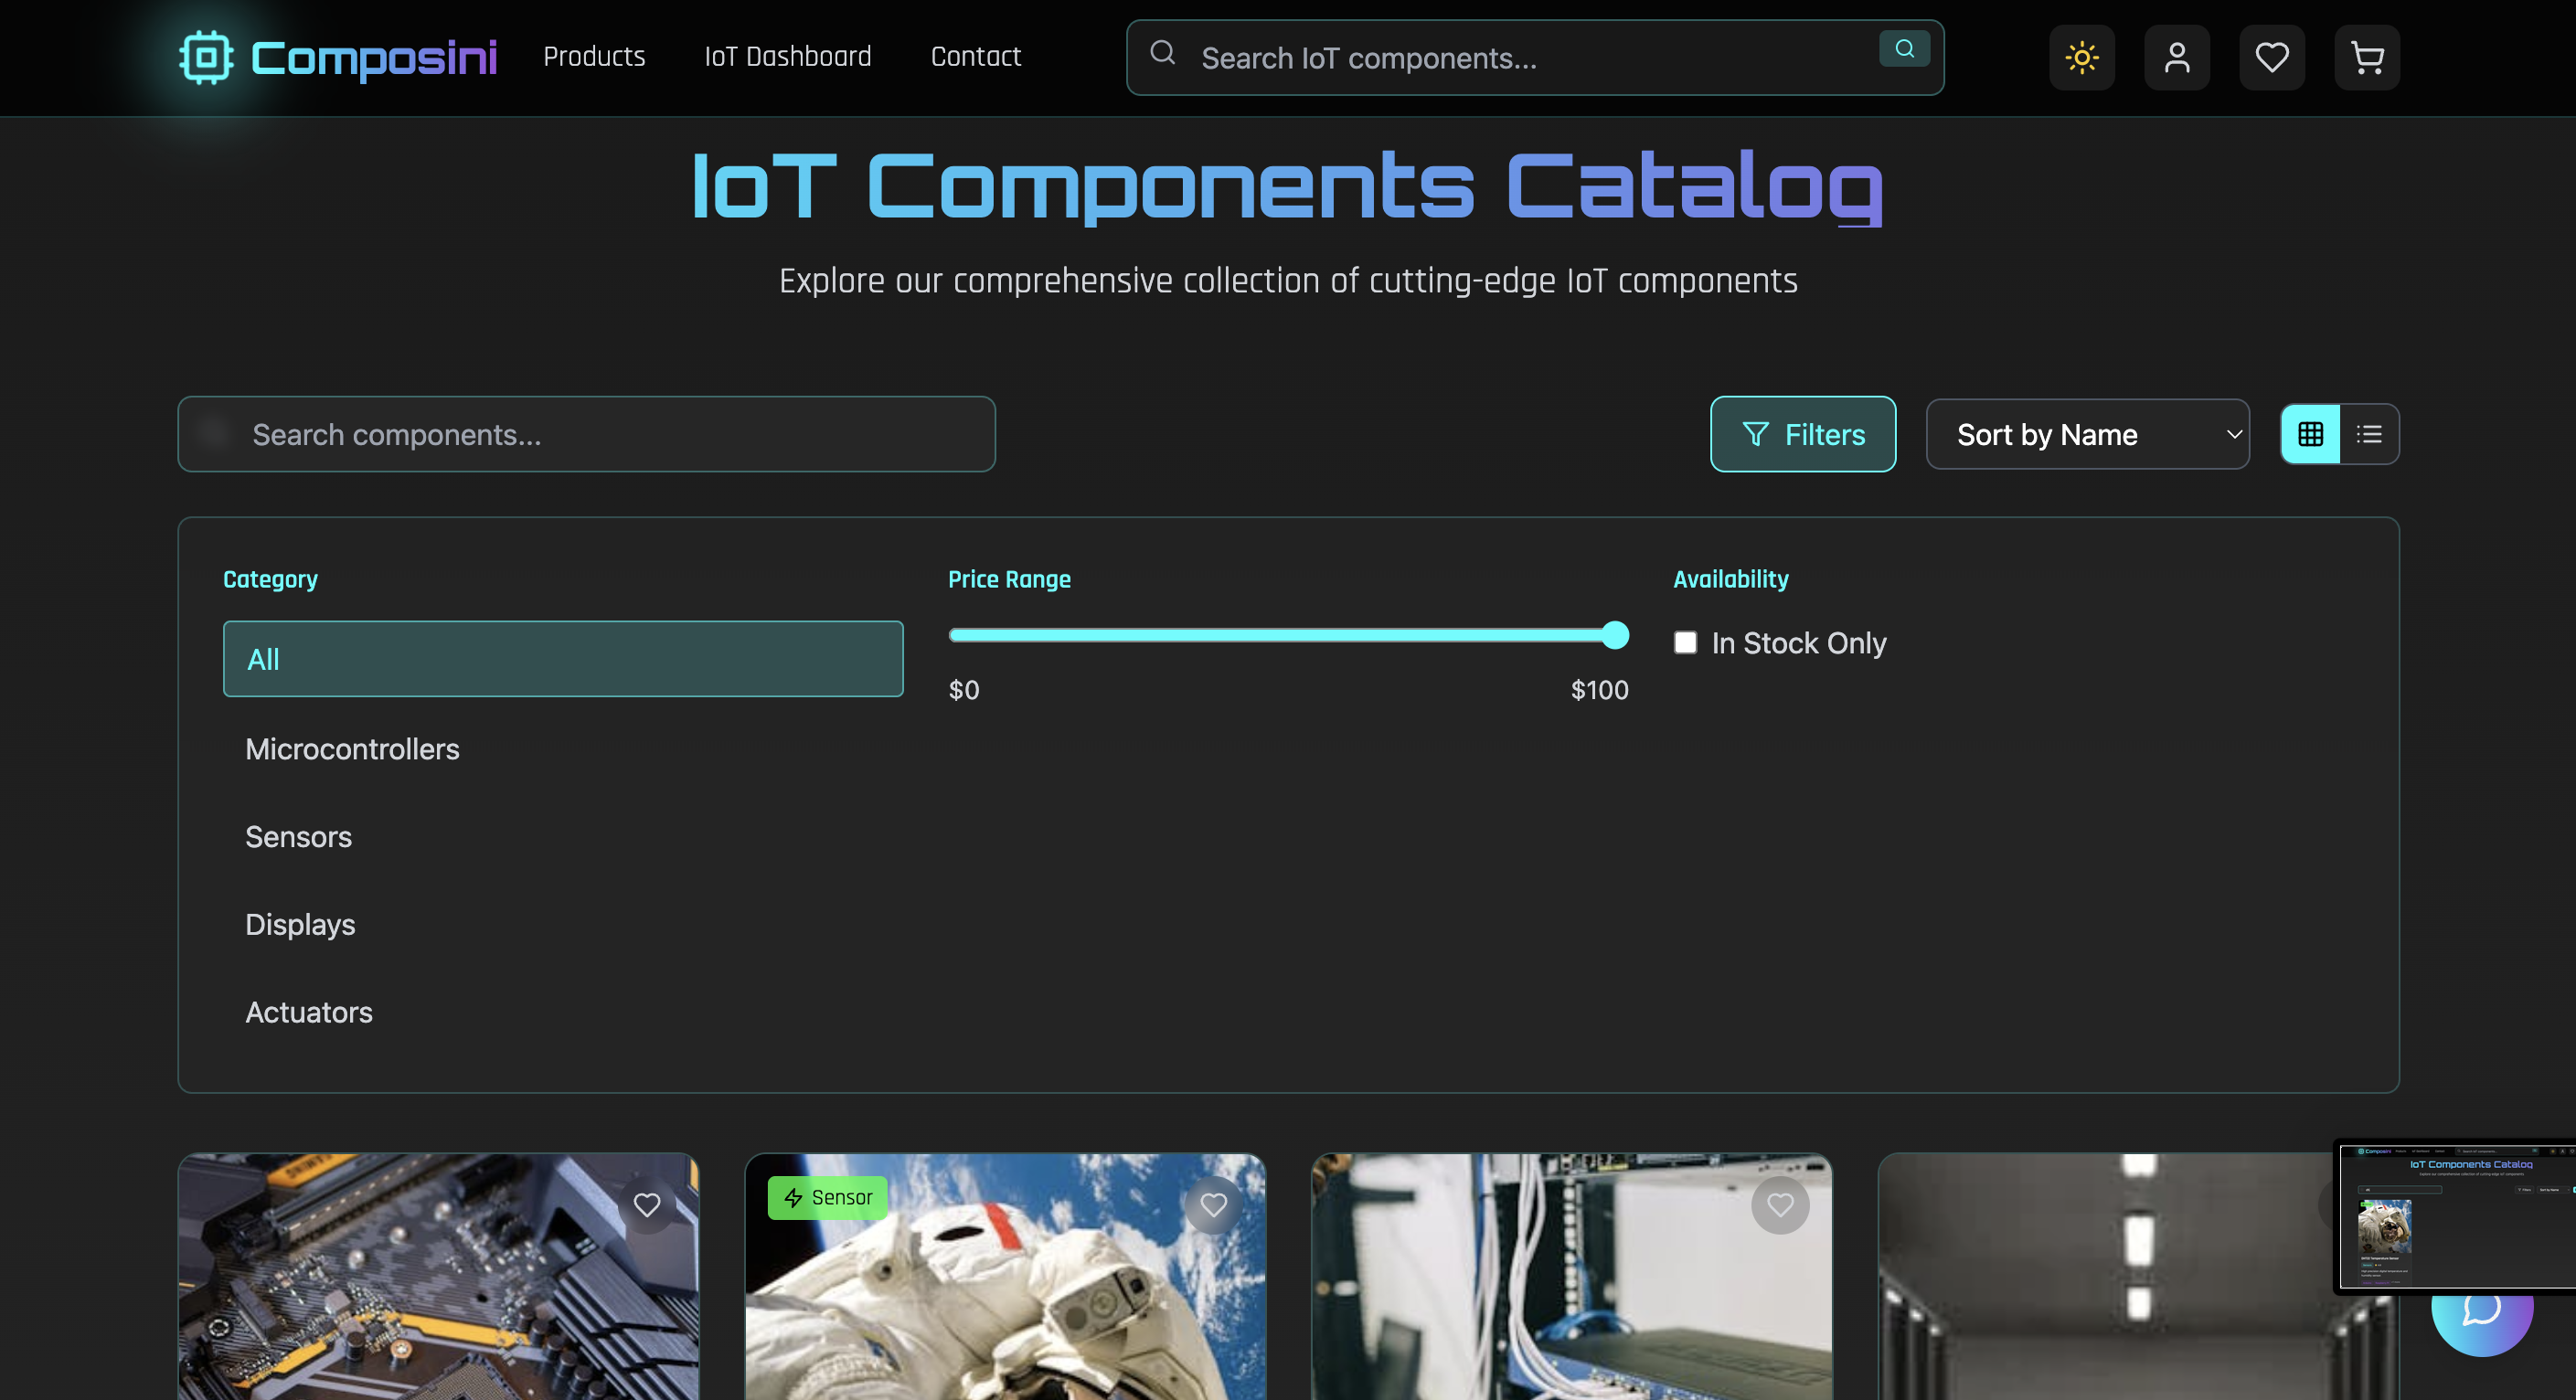 Composini
Products
IoT Dashboard
Contact
Search IoT components...
IoT Components Catalog
Explore our comprehensive collection of cutting-edge IoT components
Search components...
Filters
Sort by Name
Category
Price Range
Availability
All
In Stock Only
$0
$100
Microcontrollers
Sensors
Displays
Actuators
Sensor
IoT Components Catalog